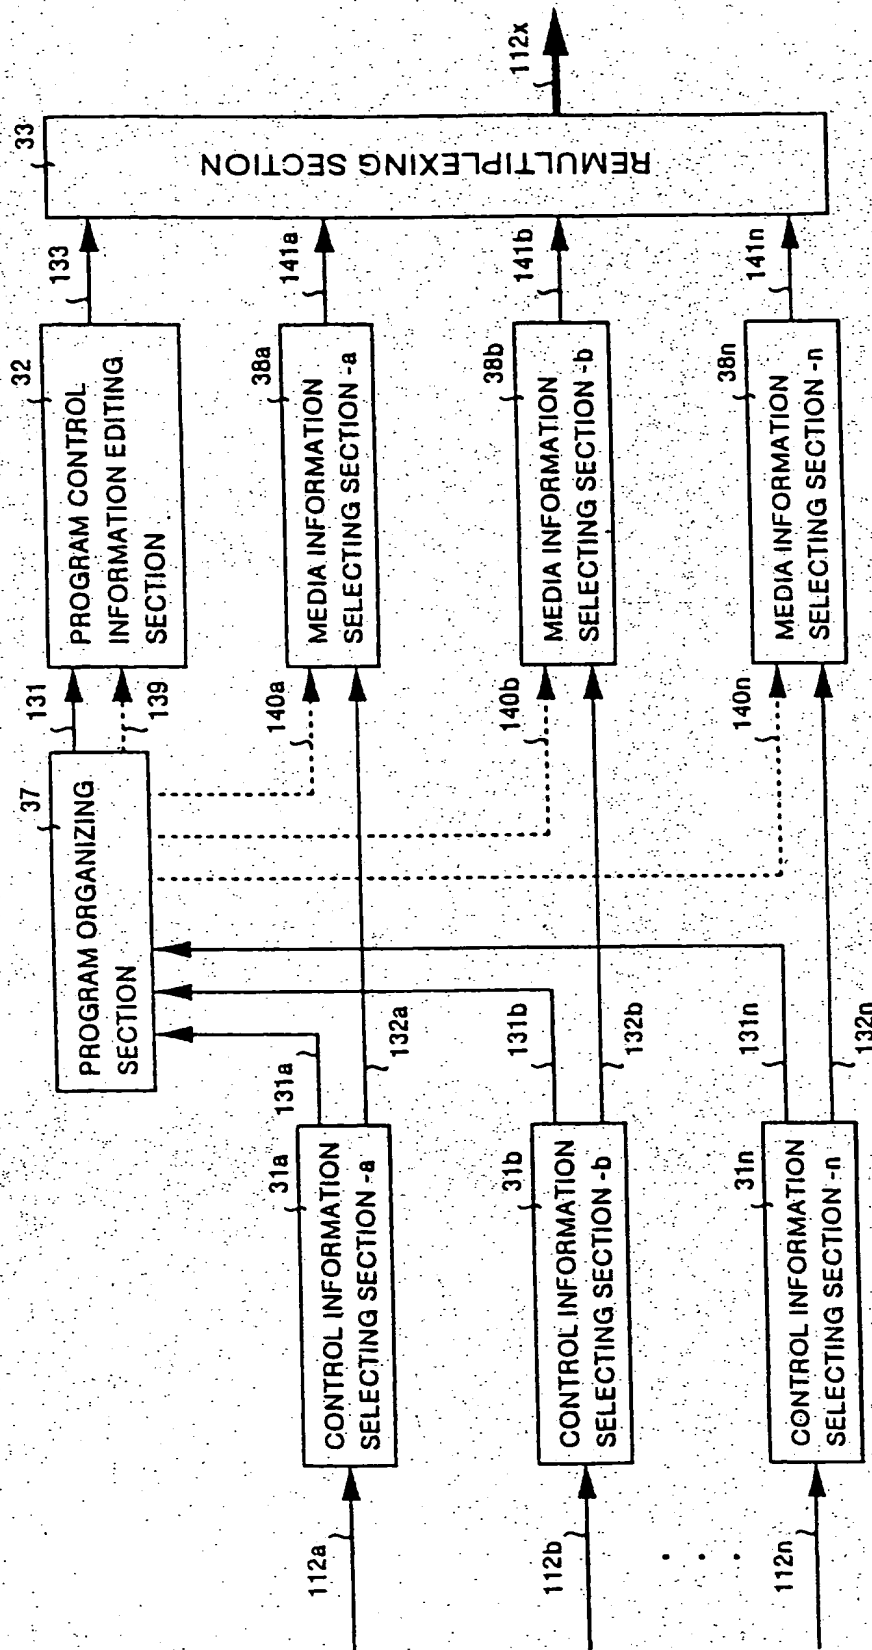 112a
112b
112n
31a
CONTROL INFORMATION
SELECTING SECTION -a
31b
CONTROL INFORMATION
SELECTING SECTION -b
31n
CONTROL INFORMATION
SELECTING SECTION -n
131a
132a
131b
132b
131n
132n
37
PROGRAM ORGANIZING
SECTION
131
139
140a
140b
140n
32
PROGRAM CONTROL
INFORMATION EDITING
SECTION
38a
MEDIA INFORMATION
SELECTING SECTION -a
38b
MEDIA INFORMATION
SELECTING SECTION -b
38n
MEDIA INFORMATION
SELECTING SECTION -n
133
141a
141b
141n
33
REMULTIPLEXING SECTION
112x